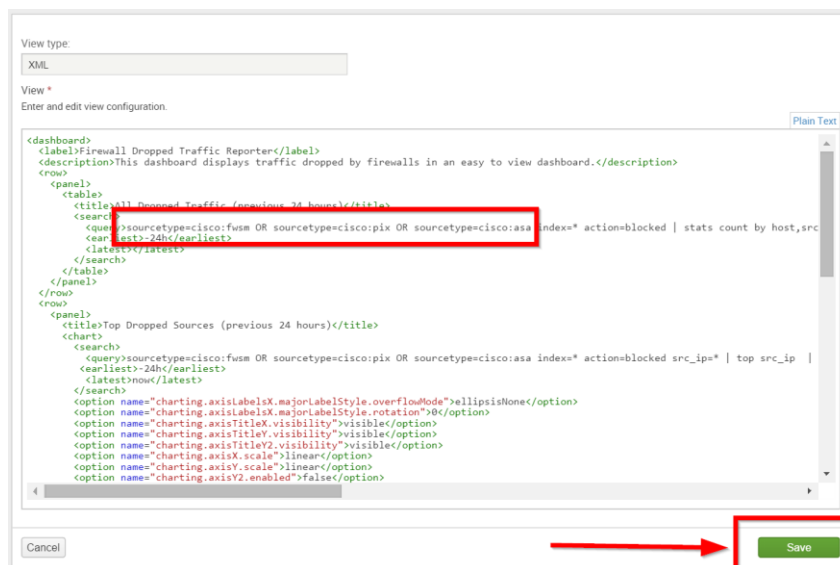 View type:
XML
View *
Enter and edit view configuration.
Plain Text
<dashboard>
<label>Firewall Dropped Traffic Reporter</label>
<description>This dashboard displays traffic dropped by firewalls in an easy to view dashboard.</description>
<row>
<panel>
<table>
<title>All Dropped Traffic (previous 24 hours)</title>
<search>
<query>sourcetype=cisco:fwsm OR sourcetype=cisco:pix OR sourcetype=cisco:asa index=* action=blocked | stats count by host,src
<earliest>-24h</earliest>
<latest></latest>
</search>
</table>
</panel>
</row>
<row>
<panel>
<title>Top Dropped Sources (previous 24 hours)</title>
<chart>
<search>
<query>sourcetype=cisco:fwsm OR sourcetype=cisco:pix OR sourcetype=cisco:asa index=* action=blocked src_ip=* | top src_ip |
<earliest>-24h</earliest>
<latest>now</latest>
</search>
<option name="charting.axisLabelsX.majorLabelStyle.overflowMode">ellipsisNone</option>
<option name="charting.axisLabelsX.majorLabelStyle.rotation">0</option>
<option name="charting.axisTitleX.visibility">visible</option>
<option name="charting.axisTitleY.visibility">visible</option>
<option name="charting.axisTitleY2.visibility">visible</option>
<option name="charting.axisX.scale">linear</option>
<option name="charting.axisY.scale">linear</option>
<option name="charting.axisY2.enabled">false</option>
Cancel
Save